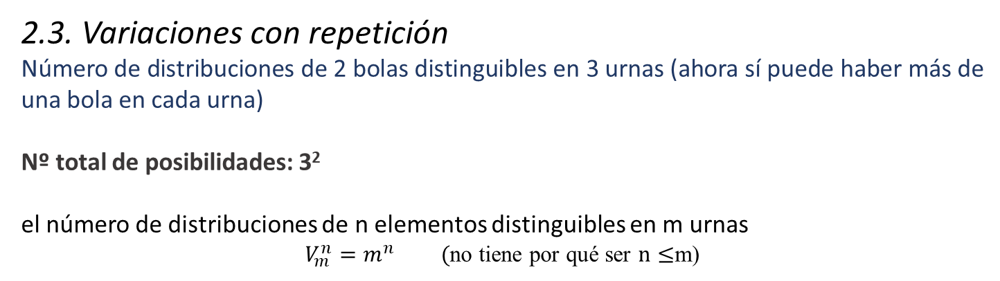 2.3. Variaciones con repetición
Número de distribuciones de 2 bolas distinguibles en 3 urnas (ahora sí puede haber más de
una bola en cada urna)
Nº total de posibilidades: 3²
el número de distribuciones de n elementos distinguibles en m urnas
$V_m^n = m^n$ (no tiene por qué ser n ≤m)